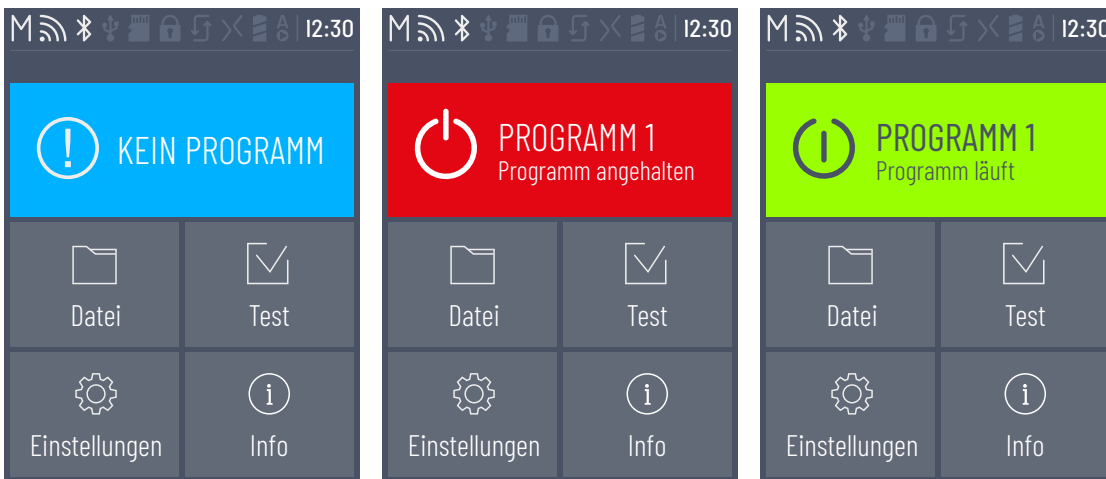 M 12:30
KEIN PROGRAMM
Datei Test
Einstellungen Info
M 12:30
PROGRAMM 1
Programm angehalten
Datei Test
Einstellungen Info
M 12:30
PROGRAMM 1
Programm läuft
Datei Test
Einstellungen Info